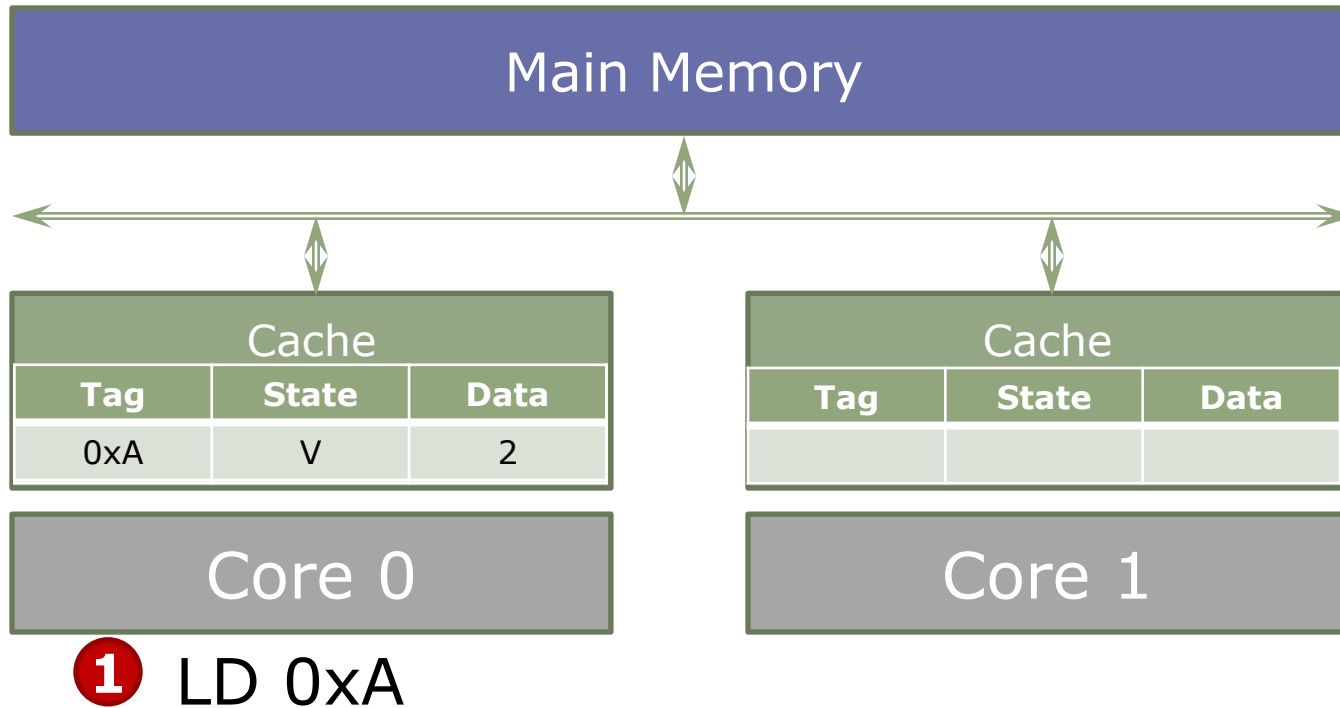 Main Memory
Cache
Tag State Data
0xA V 2
Core 0
Cache
Tag State Data
Core 1
1 LD 0xA